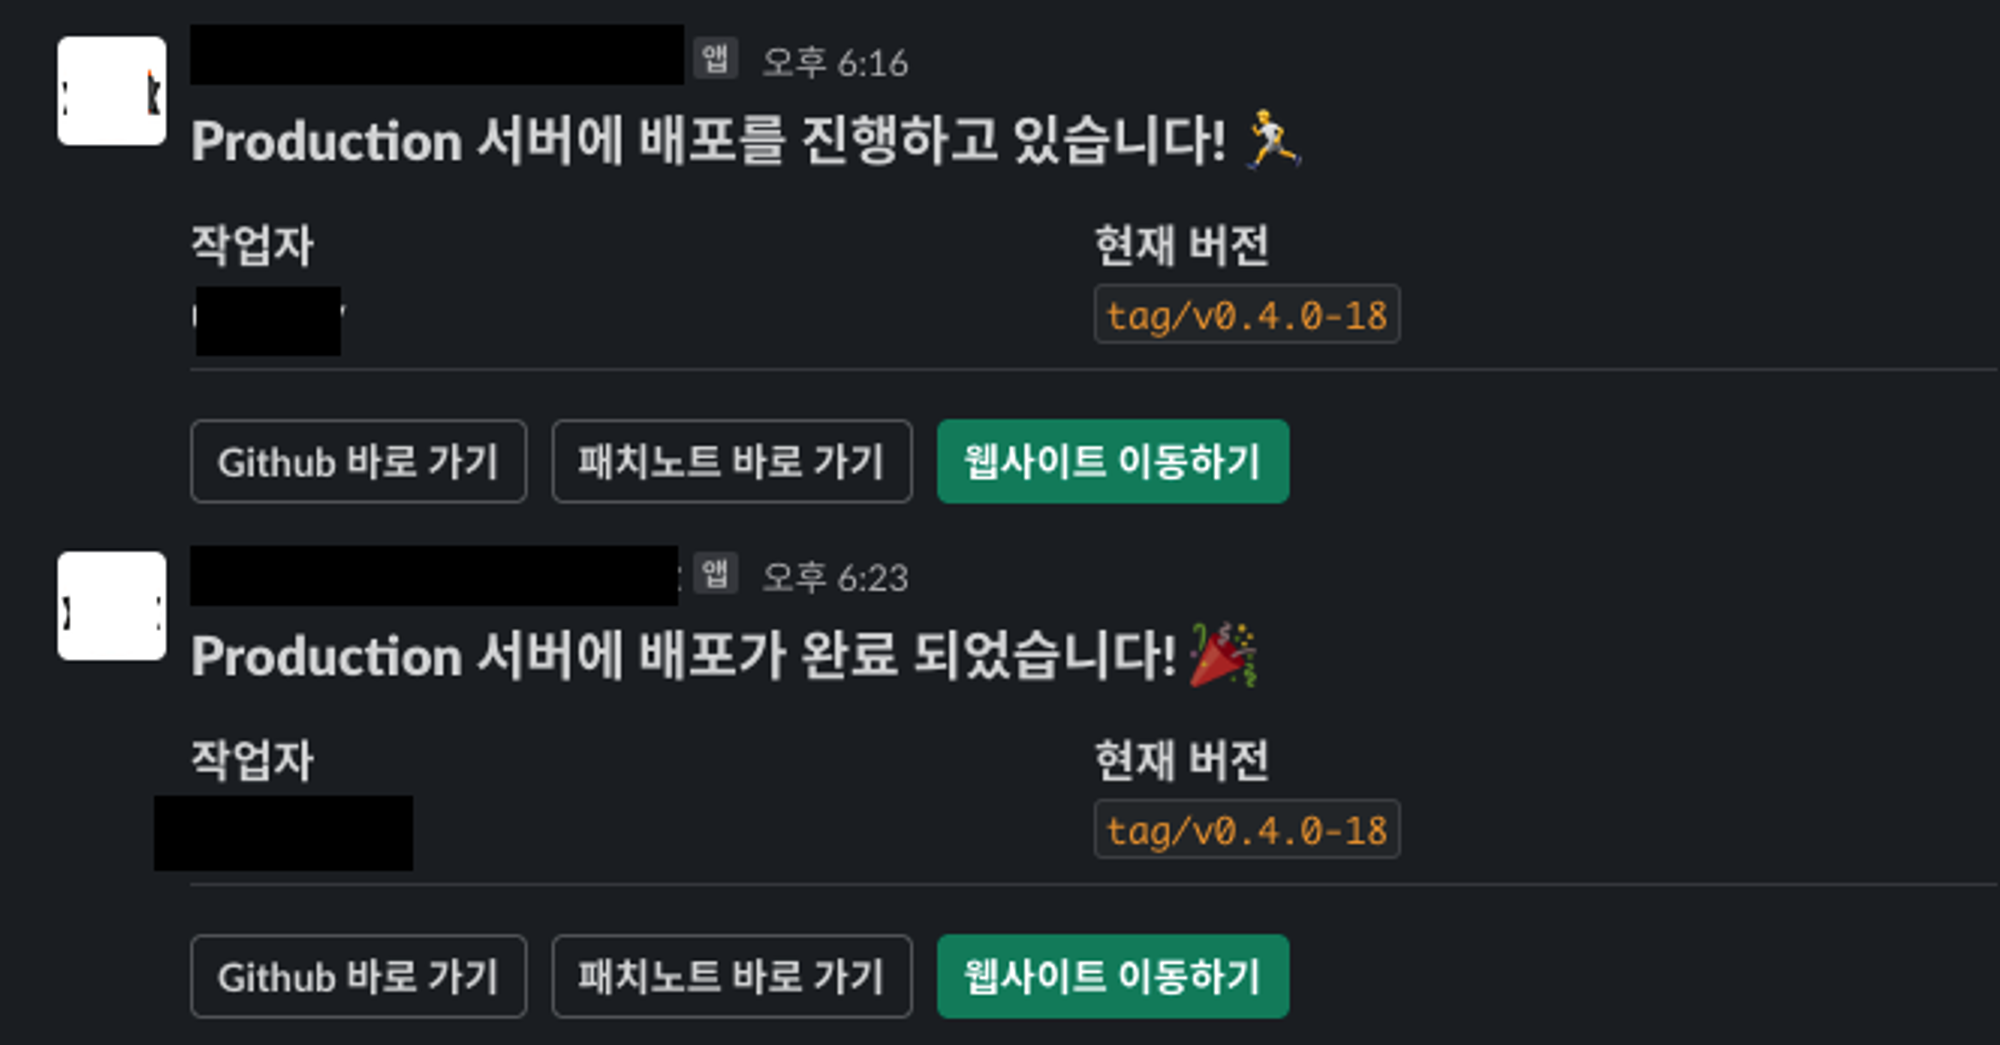 앱 오후 6:16
Production 서버에 배포를 진행하고 있습니다! 🏃
작업자 현재 버전
tag/v0.4.0-18
Github 바로 가기 패치노트 바로 가기 웹사이트 이동하기
앱 오후 6:23
Production 서버에 배포가 완료 되었습니다! 🎉
작업자 현재 버전
tag/v0.4.0-18
Github 바로 가기 패치노트 바로 가기 웹사이트 이동하기